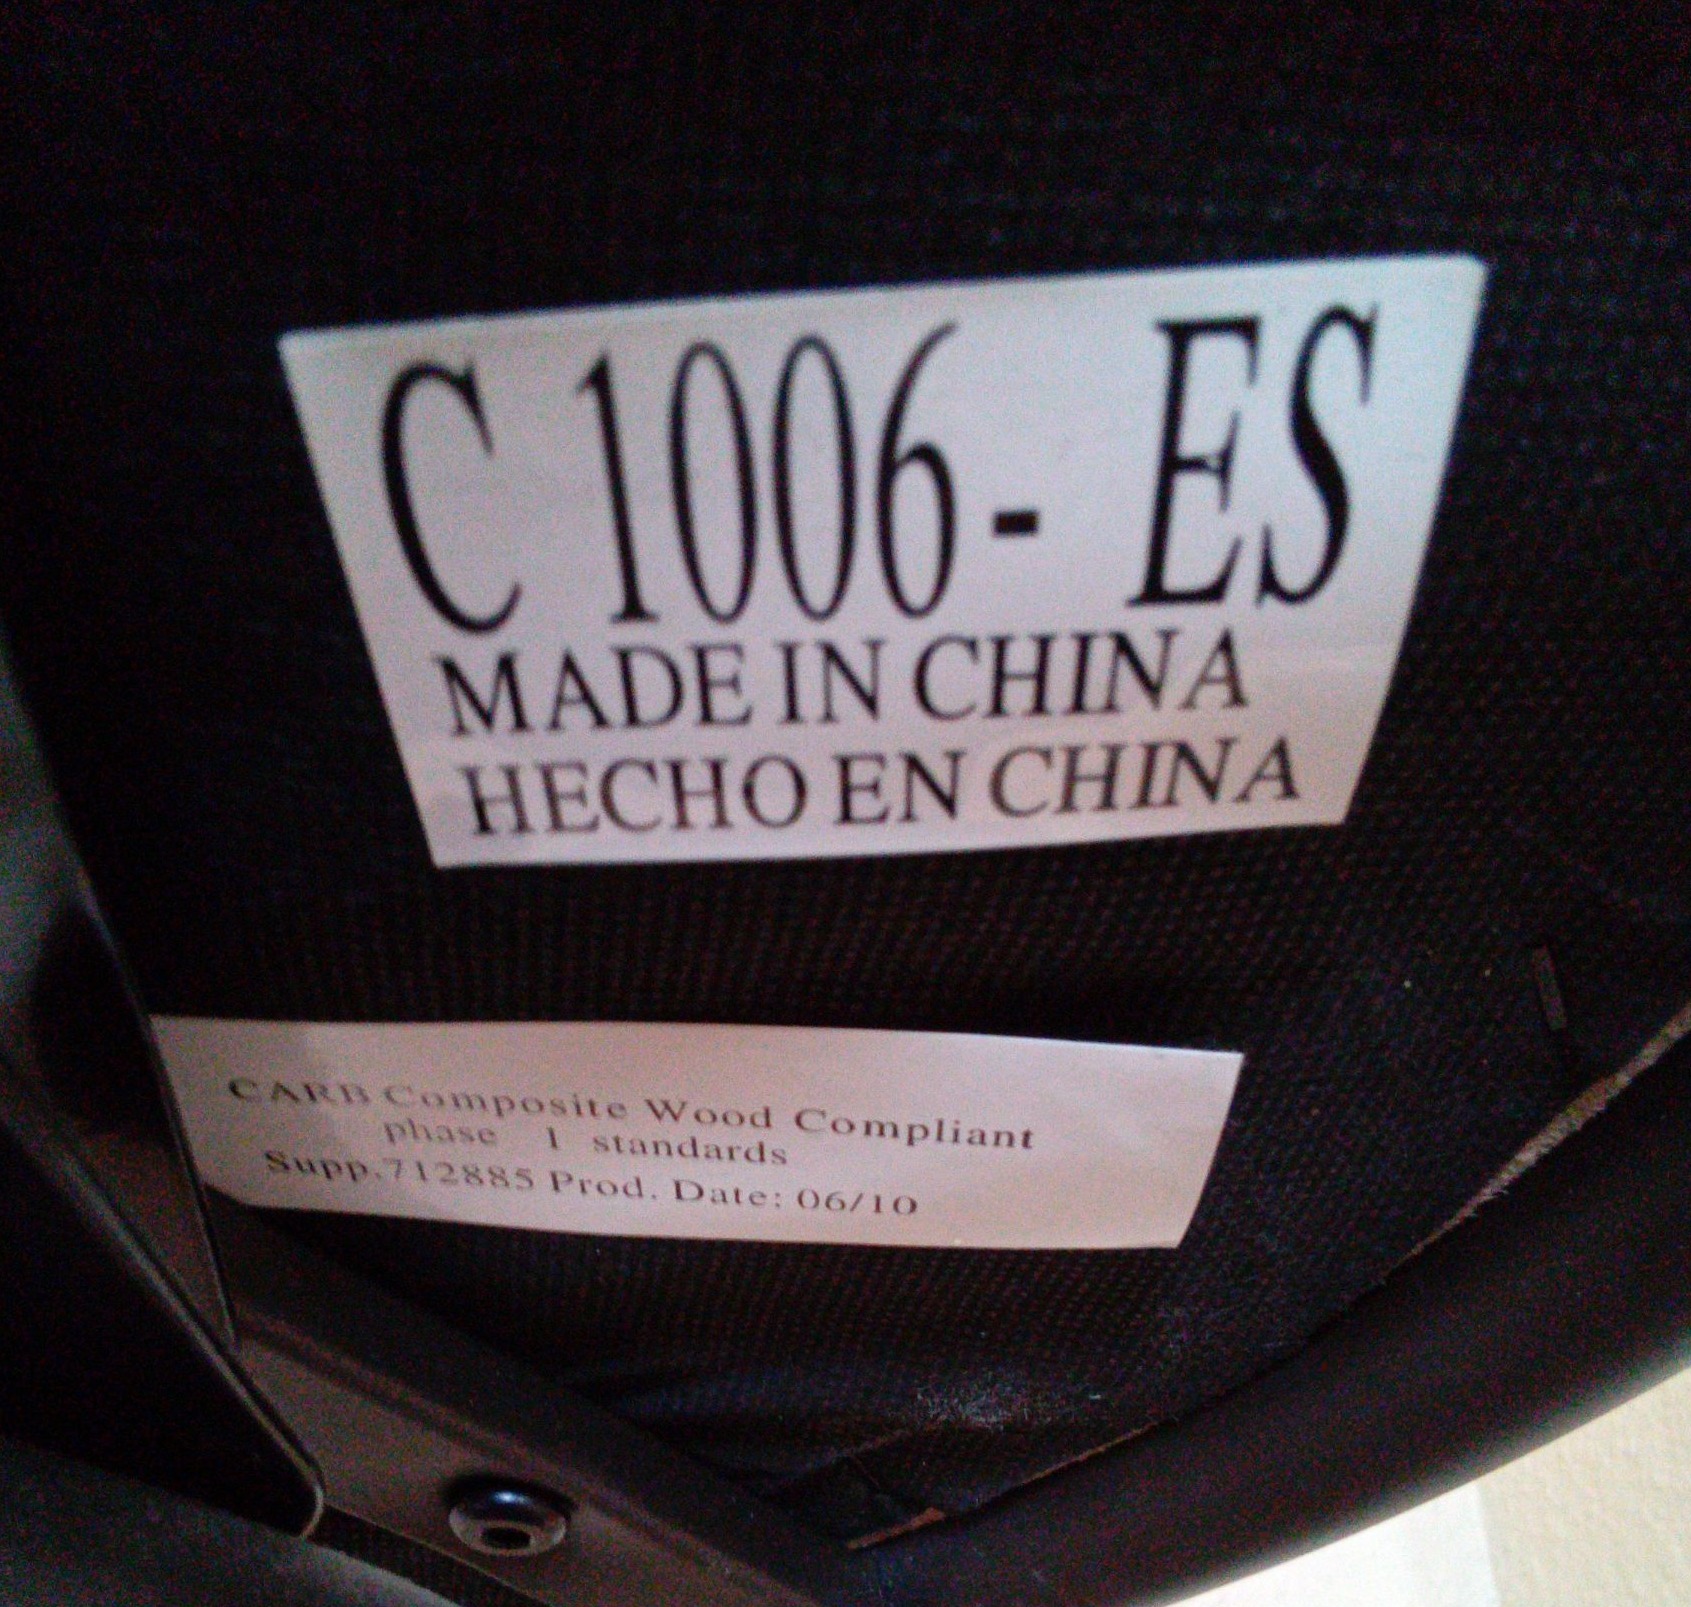 C 1006- ES
MADE IN CHINA
HECHO EN CHINA
CARB Composite Wood Compliant
phase 1 standards
Supp.712885 Prod. Date: 06/10